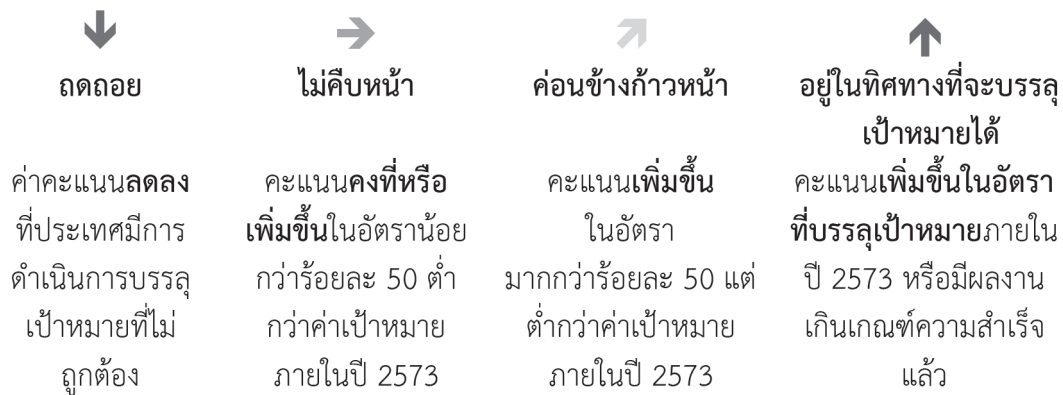 ถดถอย
ค่าคะแนนลดลง
ที่ประเทศมีการ
ดำเนินการบรรลุ
เป้าหมายที่ไม่
ถูกต้อง
ไม่คืบหน้า
คะแนนคงที่หรือ
เพิ่มขึ้นในอัตราน้อย
กว่าร้อยละ 50 ต่ำ
กว่าค่าเป้าหมาย
ภายในปี 2573
ค่อนข้างก้าวหน้า
คะแนนเพิ่มขึ้น
ในอัตรา
มากกว่าร้อยละ 50 แต่
ต่ำกว่าค่าเป้าหมาย
ภายในปี 2573
อยู่ในทิศทางที่จะบรรลุ
เป้าหมายได้
คะแนนเพิ่มขึ้นในอัตรา
ที่บรรลุเป้าหมายภายใน
ปี 2573 หรือมีผลงาน
เกินเกณฑ์ความสำเร็จ
แล้ว